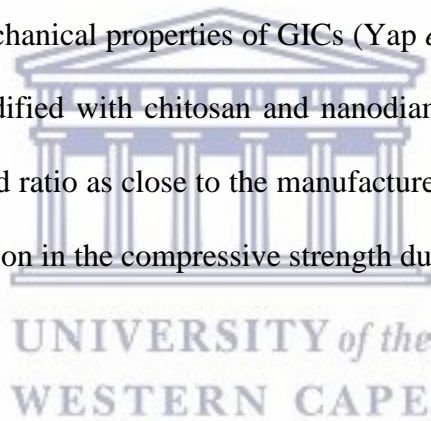 chanical properties of GICs (Yap e
dified with chitosan and nanodian
d ratio as close to the manufacture
on in the compressive strength du
UNIVERSITY of the
WESTERN CAPE